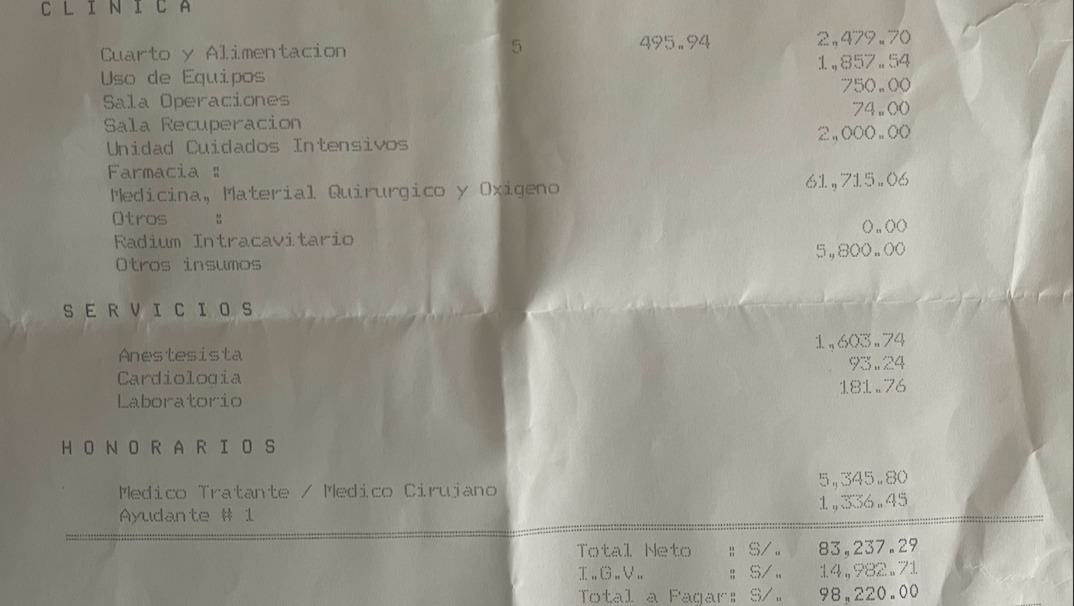 C L I N I C A
Cuarto y Alimentacion 5 495.94 2,479.70
Uso de Equipos 1,857.54
Sala Operaciones 750.00
Sala Recuperacion 74.00
Unidad Cuidados Intensivos 2,000.00
Farmacia :
Medicina, Material Quirurgico y Oxigeno 61,715.06
Otros :
Radium Intracavitario 0.00
Otros insumos 5,800.00
S E R V I C I O S
Anestesista 1,603.74
Cardiologia 93.24
Laboratorio 181.76
H O N O R A R I O S
Medico Tratante / Medico Cirujano 5,345.80
Ayudante # 1 1,336.45
Total Neto : S/. 83,237.29
I.G.V. : S/. 14,982.71
Total a Pagar: S/. 98,220.00